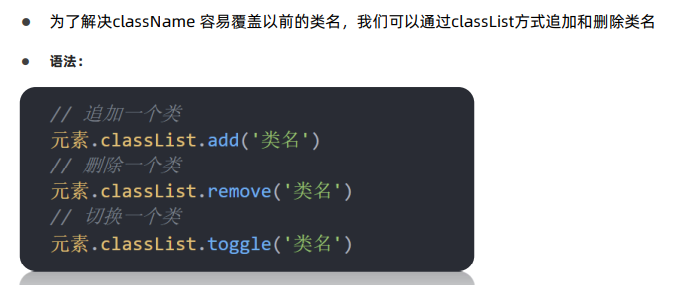 ● 为了解决className 容易覆盖以前的类名，我们可以通过classList方式追加和删除类名
● 语法：
// 追加一个类
元素.classList.add('类名')
// 删除一个类
元素.classList.remove('类名')
// 切换一个类
元素.classList.toggle('类名')